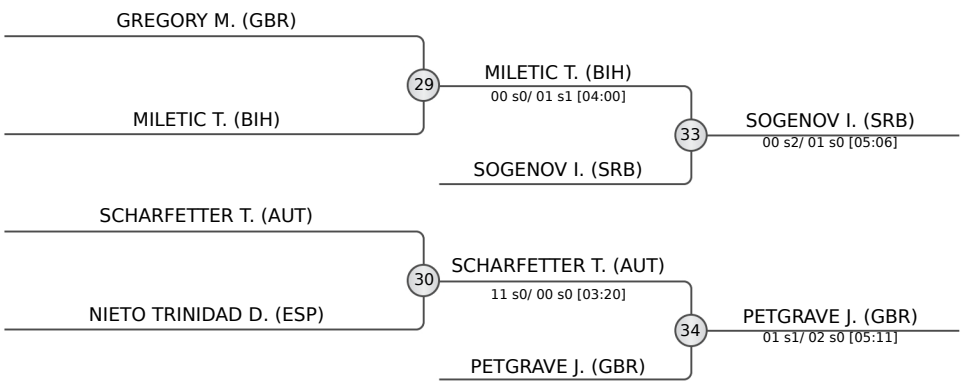 GREGORY M. (GBR)
29
MILETIC T. (BIH)
MILETIC T. (BIH)
00 s0/ 01 s1 [04:00]
33
SOGENOV I. (SRB)
SOGENOV I. (SRB)
00 s2/ 01 s0 [05:06]
SCHARFETTER T. (AUT)
30
NIETO TRINIDAD D. (ESP)
SCHARFETTER T. (AUT)
11 s0/ 00 s0 [03:20]
34
PETGRAVE J. (GBR)
PETGRAVE J. (GBR)
01 s1/ 02 s0 [05:11]